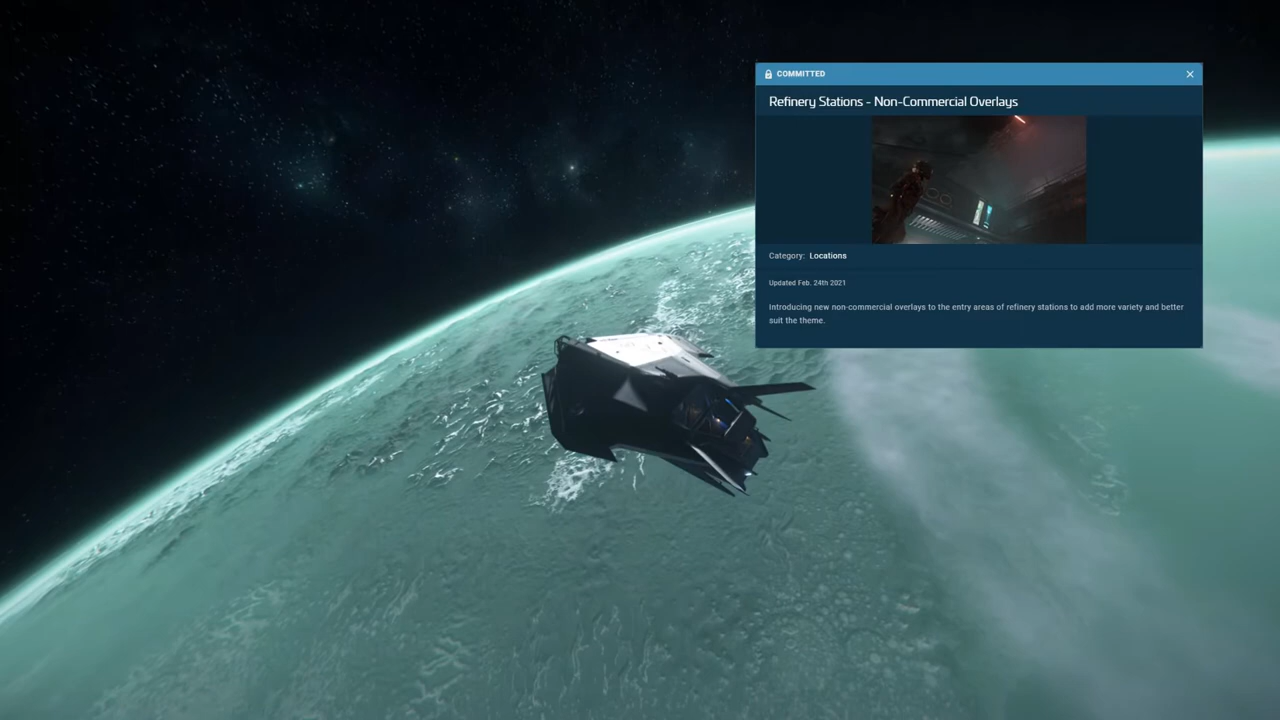 COMMITTED
Refinery Stations - Non-Commercial Overlays
Category: Locations
Updated Feb. 24th 2021
Introducing new non-commercial overlays to the entry areas of refinery stations to add more variety and better
suit the theme.